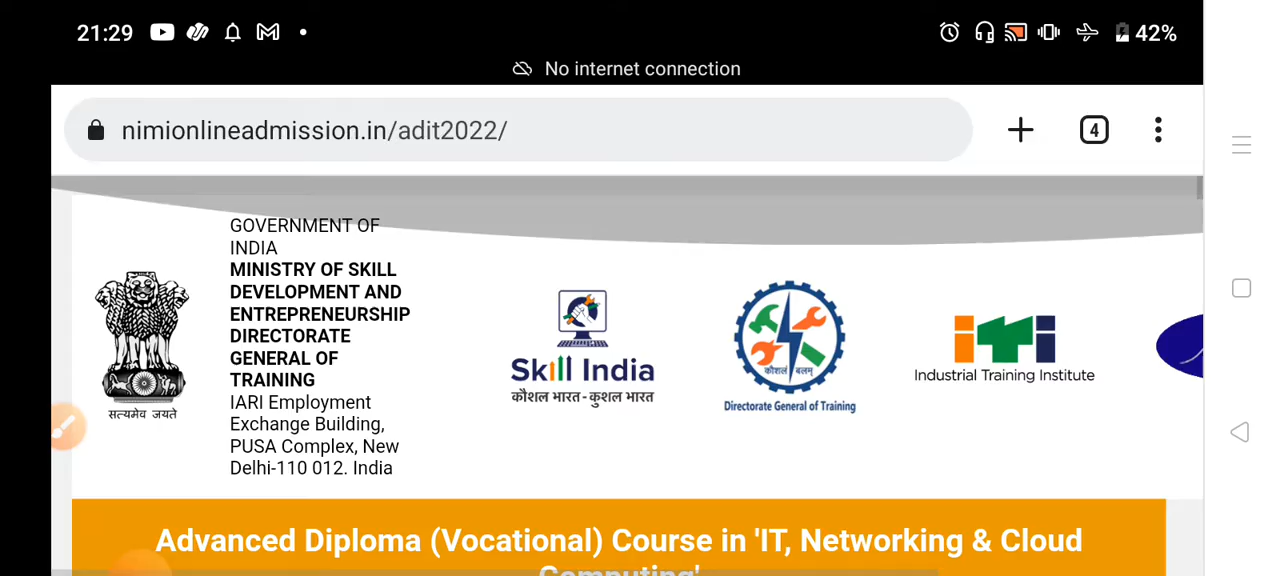 21:29
42%
No internet connection
nimionlineadmission.in/adit2022/
4
GOVERNMENT OF
INDIA
MINISTRY OF SKILL
DEVELOPMENT AND
ENTREPRENEURSHIP
DIRECTORATE
GENERAL OF
TRAINING
IARI Employment
Exchange Building,
PUSA Complex, New
Delhi-110 012. India
सत्यमेव जयते
Skill India
कौशल भारत - कुशल भारत
कौशलं बलम्
Directorate General of Training
Industrial Training Institute
Advanced Diploma (Vocational) Course in 'IT, Networking & Cloud
Computing'